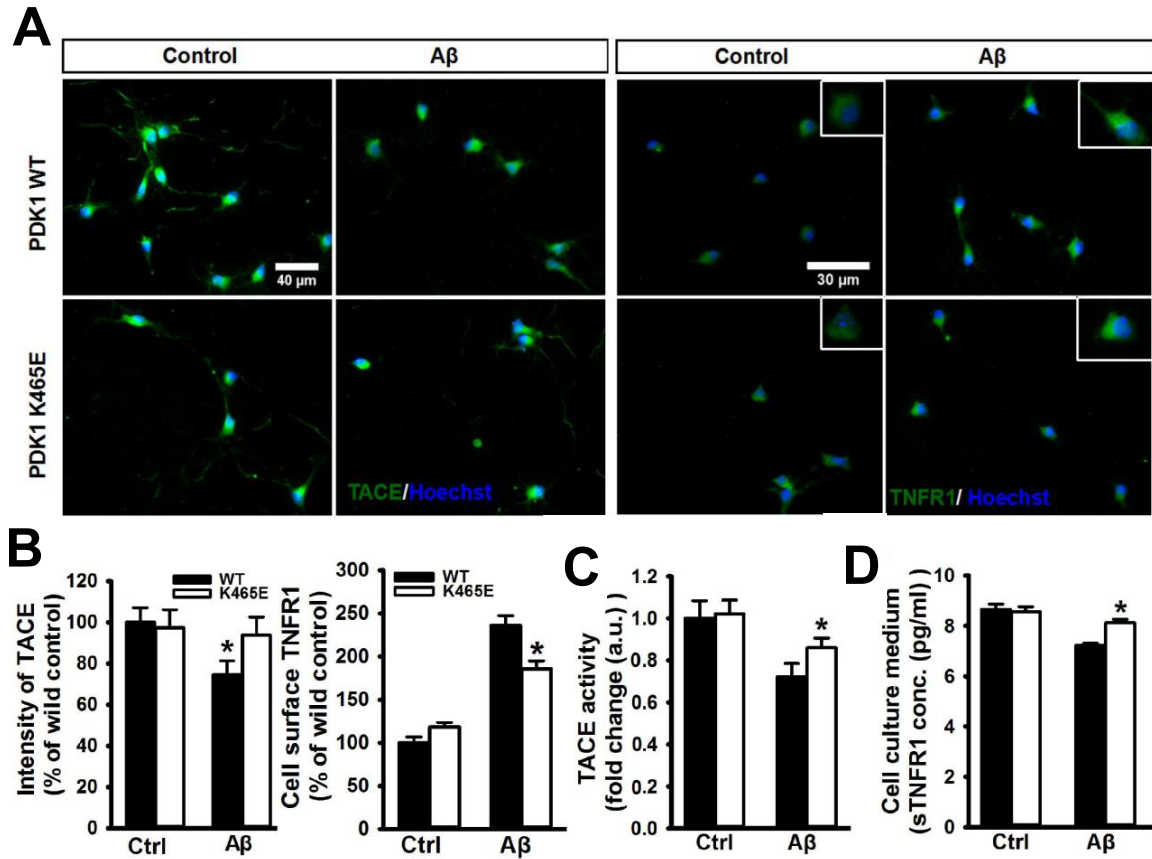 A
Control Aβ Control Aβ
PDK1 WT
40 µm
30 µm
PDK1 K465E
TACE/Hoechst
TNFR1/ Hoechst
B
Intensity of TACE
(% of wild control)
120
100
80
60
40
20
0
WT
K465E
*
Ctrl Aβ
Cell surface TNFR1
(% of wild control)
300
250
200
150
100
50
0
WT
K465E
*
Ctrl Aβ
C
TACE activity
(fold change (a.u.) )
1.2
1.0
0.8
0.6
0.4
0.2
0.0
*
Ctrl Aβ
D
Cell culture medium
(sTNFR1 conc. (pg/ml) )
10
8
6
4
2
0
*
Ctrl Aβ